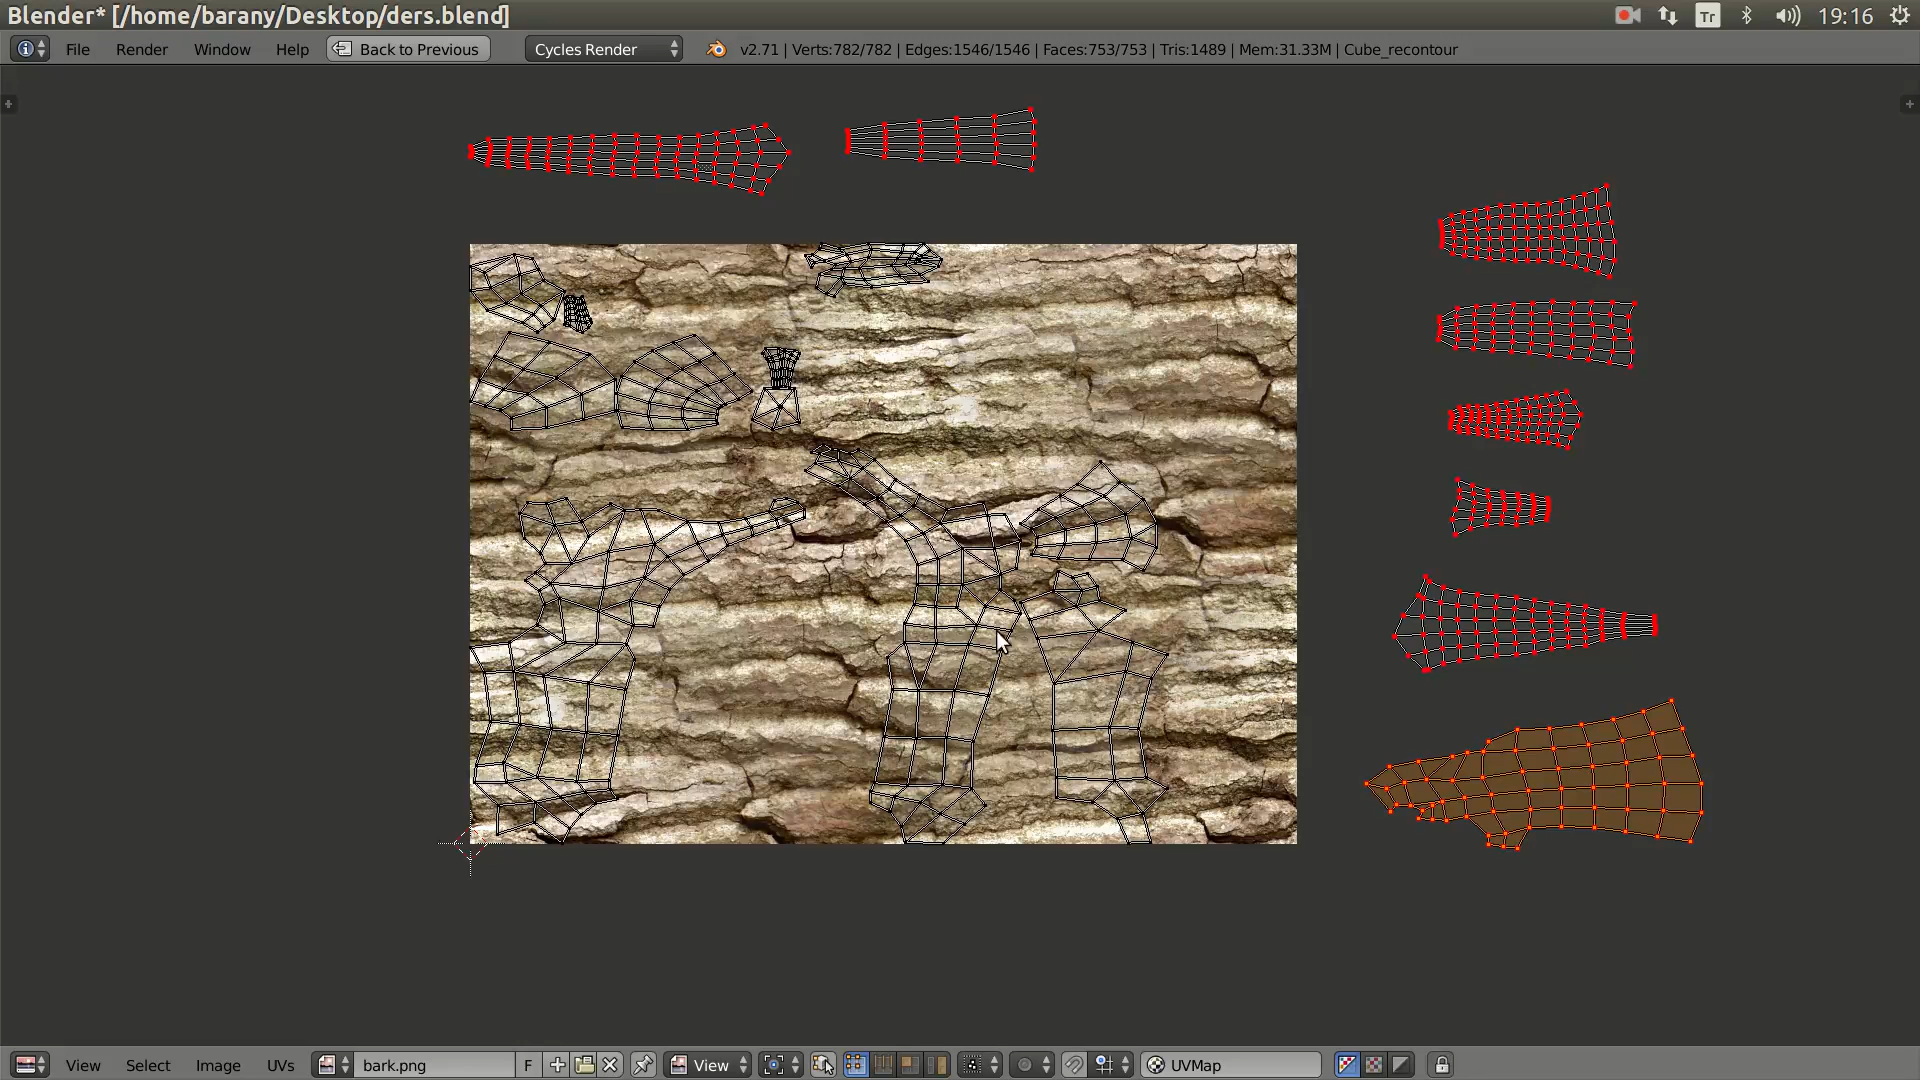 Blender* [/home/barany/Desktop/ders.blend]
Tr
19:16
File Render Window Help Back to Previous Cycles Render v2.71 | Verts:782/782 | Edges:1546/1546 | Faces:753/753 | Tris:1489 | Mem:31.33M | Cube_recontour
View Select Image UVs bark.png F View UVMap